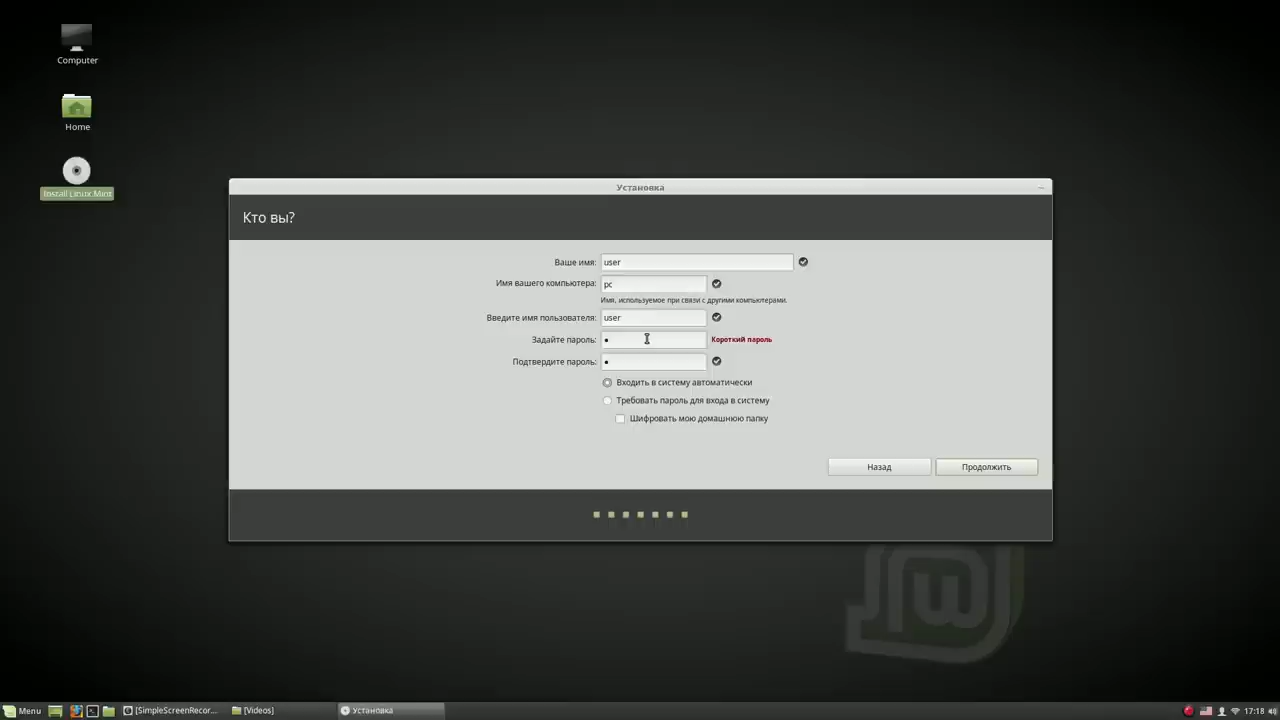 Computer
Home
Install Linux Mint
Установка
Кто вы?
Ваше имя: user
Имя вашего компьютера: pc
Имя, используемое при связи с другими компьютерами.
Введите имя пользователя: user
Задайте пароль: • Короткий пароль
Подтвердите пароль: •
Входить в систему автоматически
Требовать пароль для входа в систему
Шифровать мою домашнюю папку
Назад Продолжить
Menu [SimpleScreenRecor... [Videos] Установка 17:18